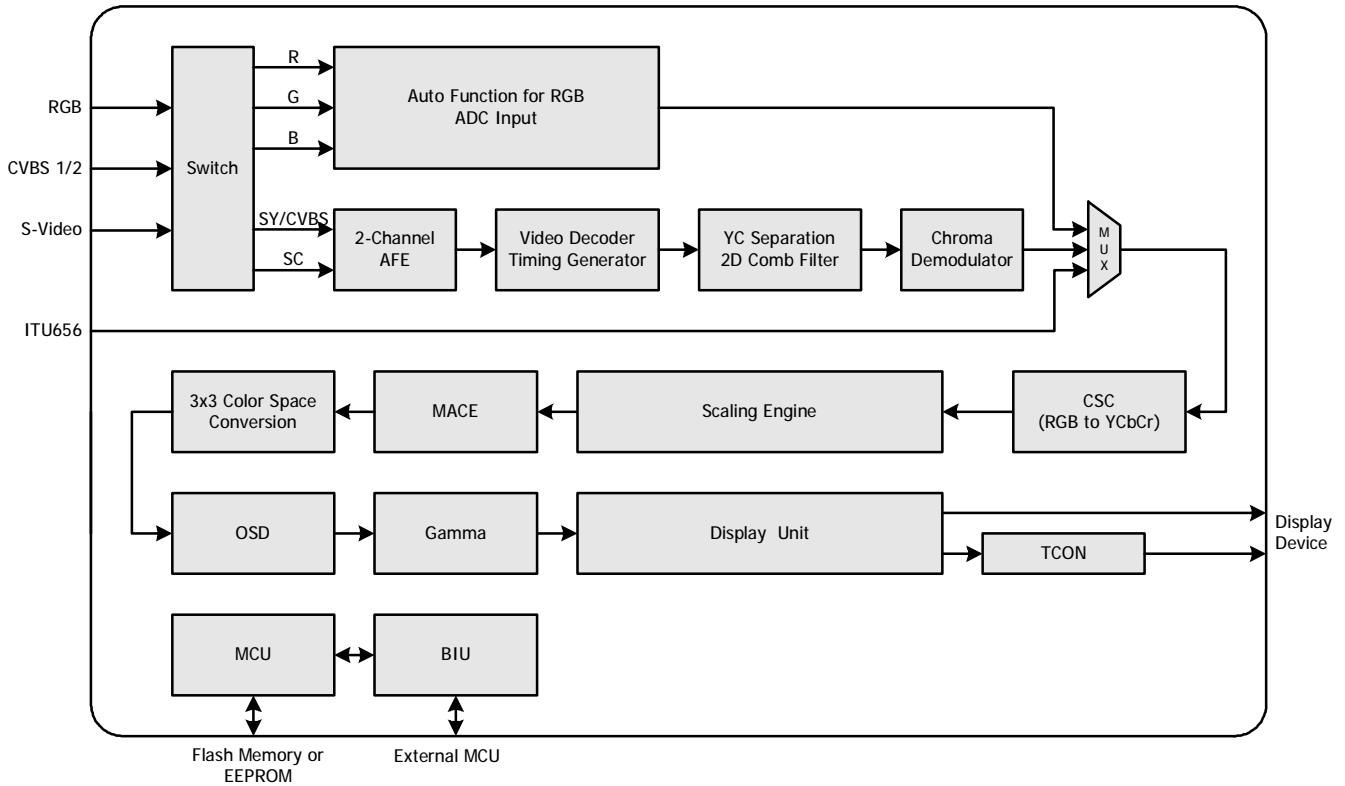 R
G
B
RGB
CVBS 1/2
S-Video
ITU656
Switch
Auto Function for RGB
ADC Input
SY/CVBS
SC
2-Channel
AFE
Video Decoder
Timing Generator
YC Separation
2D Comb Filter
Chroma
Demodulator
M
U
X
3x3 Color Space
Conversion
MACE
Scaling Engine
CSC
(RGB to YCbCr)
OSD
Gamma
Display Unit
TCON
Display
Device
MCU
BIU
Flash Memory or
EEPROM
External MCU